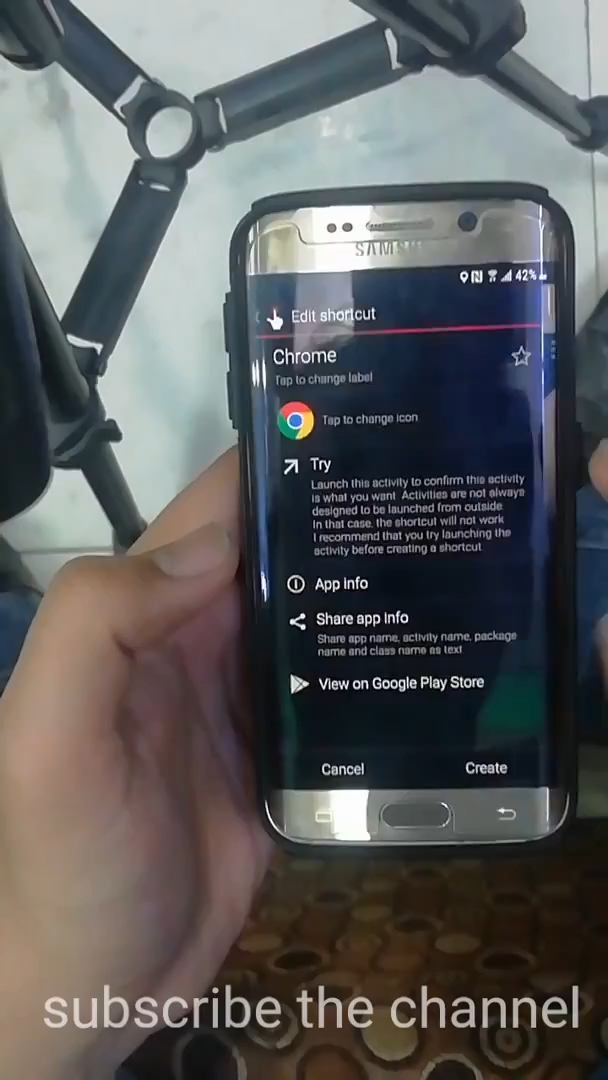 SAMSUNG
42%
Edit shortcut
Chrome
Tap to change label
Tap to change icon
Try
Launch this activity to confirm this activity
is what you want Activities are not always
designed to be launched from outside
In that case, the shortcut will not work
I recommend that you try launching the
activity before creating a shortcut
App info
Share app info
Share app name, activity name, package
name and class name as text
View on Google Play Store
Cancel
Create
subscribe the channel